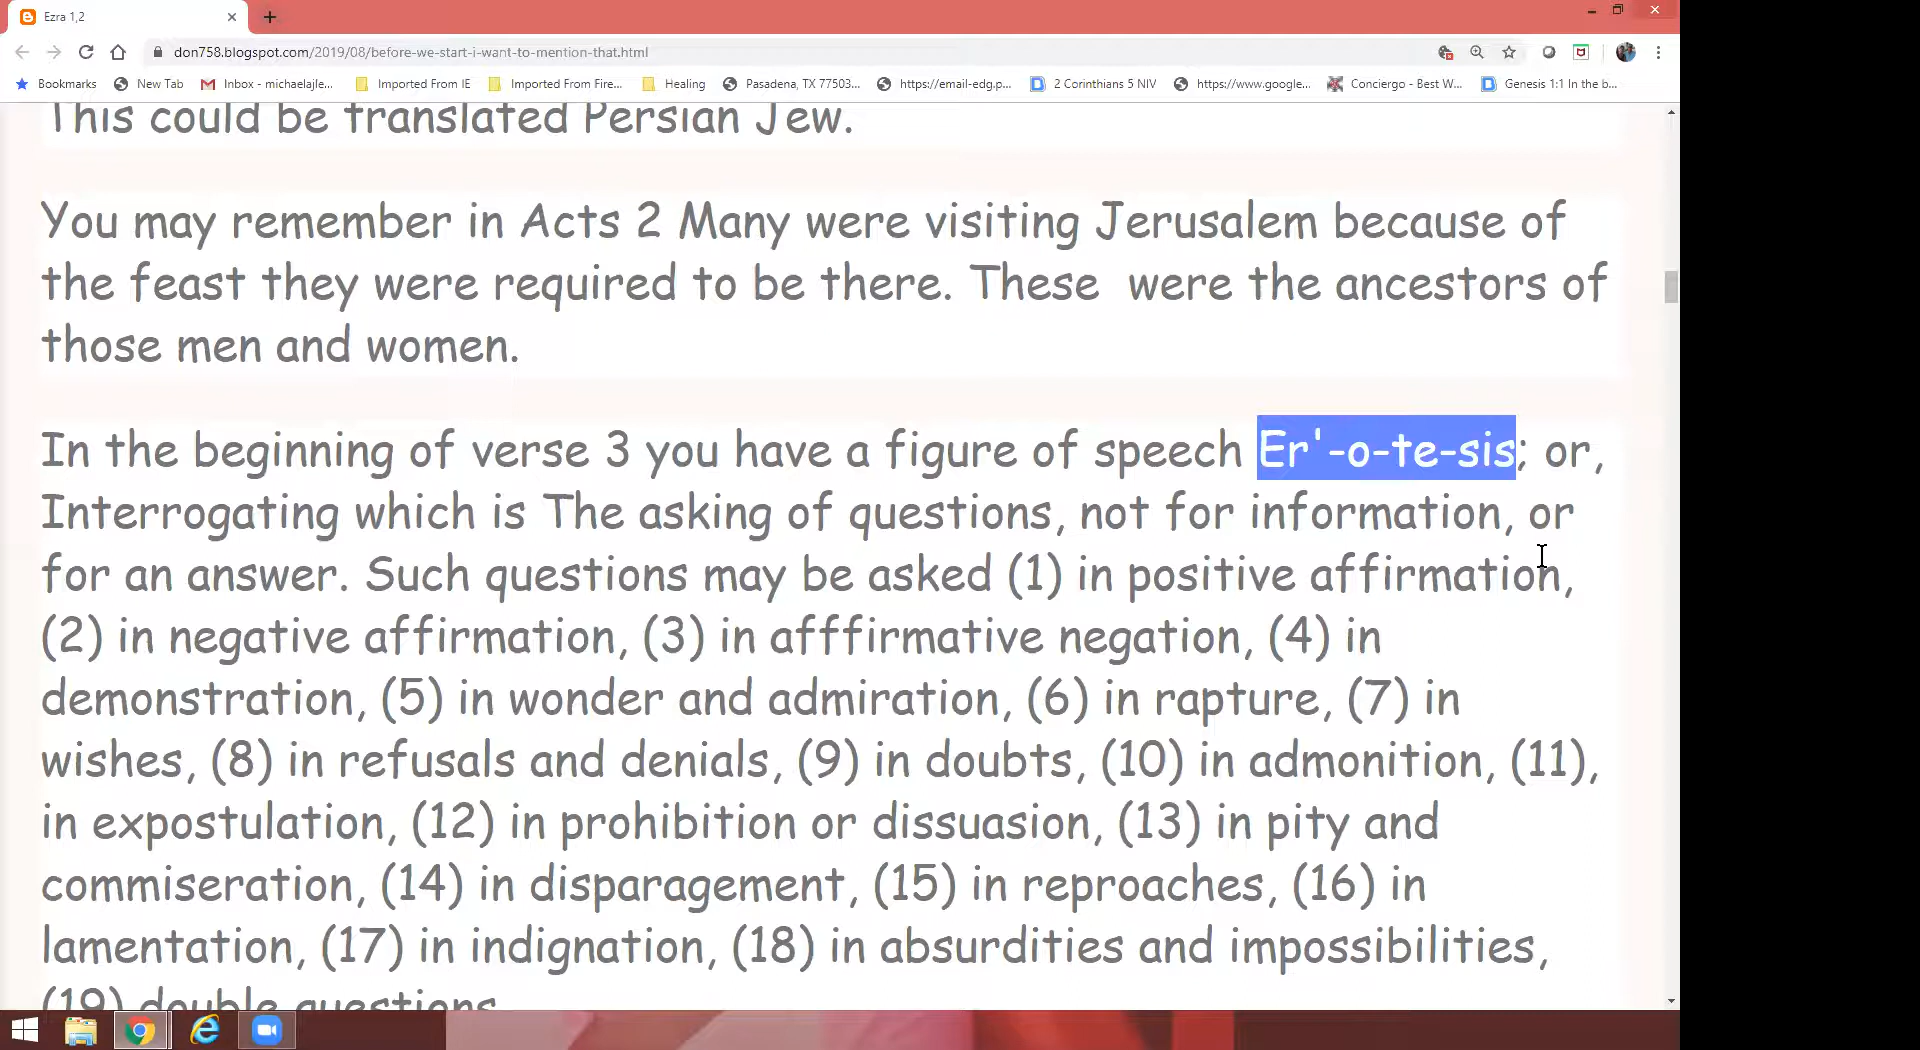 Ezra 1,2
don758.blogspot.com/2019/08/before-we-start-i-want-to-mention-that.html
Bookmarks New Tab Inbox - michaelajle... Imported From IE Imported From Fire... Healing Pasadena, TX 77503... https://email-edg.p... 2 Corinthians 5 NIV https://www.google... Conciergo - Best W... Genesis 1:1 In the b...
This could be translated Persian Jew.
You may remember in Acts 2 Many were visiting Jerusalem because of
the feast they were required to be there. These were the ancestors of
those men and women.
In the beginning of verse 3 you have a figure of speech Er'-o-te-sis; or,
Interrogating which is The asking of questions, not for information, or
for an answer. Such questions may be asked (1) in positive affirmation,
(2) in negative affirmation, (3) in afffirmative negation, (4) in
demonstration, (5) in wonder and admiration, (6) in rapture, (7) in
wishes, (8) in refusals and denials, (9) in doubts, (10) in admonition, (11),
in expostulation, (12) in prohibition or dissuasion, (13) in pity and
commiseration, (14) in disparagement, (15) in reproaches, (16) in
lamentation, (17) in indignation, (18) in absurdities and impossibilities,
(19) double questions